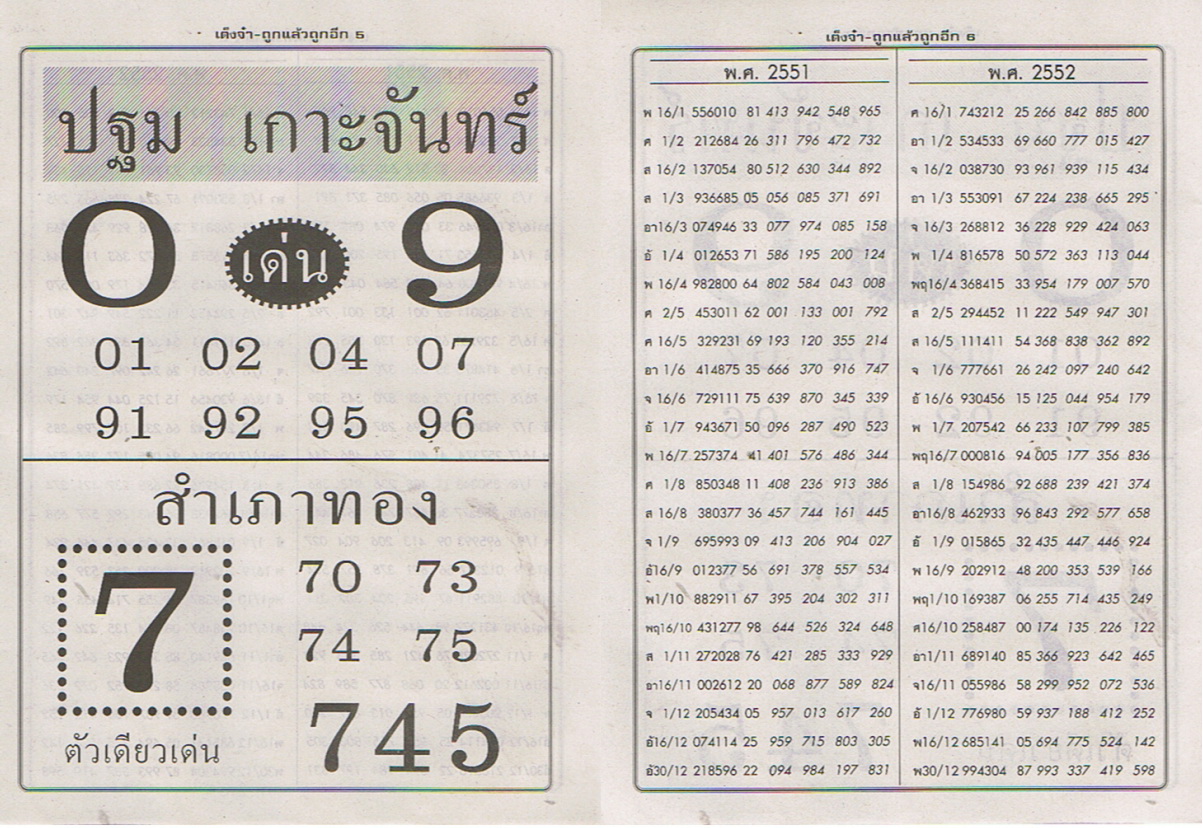 เต็งจ๋า-ถูกแล้วถูกอีก 5
ปฐม เกาะจันทร์
0 เด่น 9
01 02 04 07
91 92 95 96
สำเภาทอง
7
70 73
74 75
ตัวเดียวเด่น
745
เต็งจ๋า-ถูกแล้วถูกอีก 6
พ.ศ. 2551
พ 16/1 556010 81 413 942 548 965
ศ 1/2 212684 26 311 796 472 732
ส 16/2 137054 80 512 630 344 892
ส 1/3 936685 05 056 085 371 691
อา16/3 074946 33 077 974 085 158
อ้ 1/4 012653 71 586 195 200 124
พ 16/4 982800 64 802 584 043 008
ศ 2/5 453011 62 001 133 001 792
ศ 16/5 329231 69 193 120 355 214
อา 1/6 414875 35 666 370 916 747
จ 16/6 729111 75 639 870 345 339
อ้ 1/7 943671 50 096 287 490 523
พ 16/7 257374 41 401 576 486 344
ศ 1/8 850348 11 408 236 913 386
ส 16/8 380377 36 457 744 161 445
จ 1/9 695993 09 413 206 904 027
อ้16/9 012377 56 691 378 557 534
พ1/10 882911 67 395 204 302 311
พฤ16/10 431277 98 644 526 324 648
ส 1/11 272028 76 421 285 333 929
อา16/11 002612 20 068 877 589 824
จ 1/12 205434 05 957 013 617 260
อ้16/12 074114 25 959 715 803 305
อ้30/12 218596 22 094 984 197 831
พ.ศ. 2552
ศ 16/1 743212 25 266 842 885 800
อา 1/2 534533 69 660 777 015 427
จ 16/2 038730 93 961 939 115 434
อา 1/3 553091 67 224 238 665 295
จ 16/3 268812 36 228 929 424 063
พ 1/4 816578 50 572 363 113 044
พฤ16/4 368415 33 954 179 007 570
ส 2/5 294452 11 222 549 947 301
ส 16/5 111411 54 368 838 362 892
จ 1/6 777661 26 242 097 240 642
อ้ 16/6 930456 15 125 044 954 179
พ 1/7 207542 66 233 107 799 385
พฤ16/7 000816 94 005 177 356 836
ส 1/8 154986 92 688 239 421 374
อา16/8 462933 96 843 292 577 658
อ้ 1/9 015865 32 435 447 446 924
พ 16/9 202912 48 200 353 539 166
พฤ1/10 169387 06 255 714 435 249
ศ16/10 258487 00 174 135 226 122
อา1/11 689140 85 366 923 642 465
จ16/11 055986 58 299 952 072 536
อ้ 1/12 776980 59 937 188 412 252
พ16/12 685141 05 694 775 524 142
พ30/12 994304 87 993 337 419 598